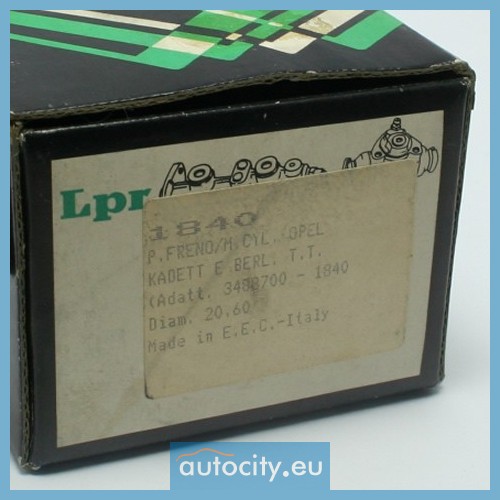 Lpr
1840
P.FRENO/M.CYL. OPEL
KADETT E BERL. T.T.
(Adatt. 3488700 - 1840
Diam. 20,60
Made in E.E.C.-Italy
autocity.eu